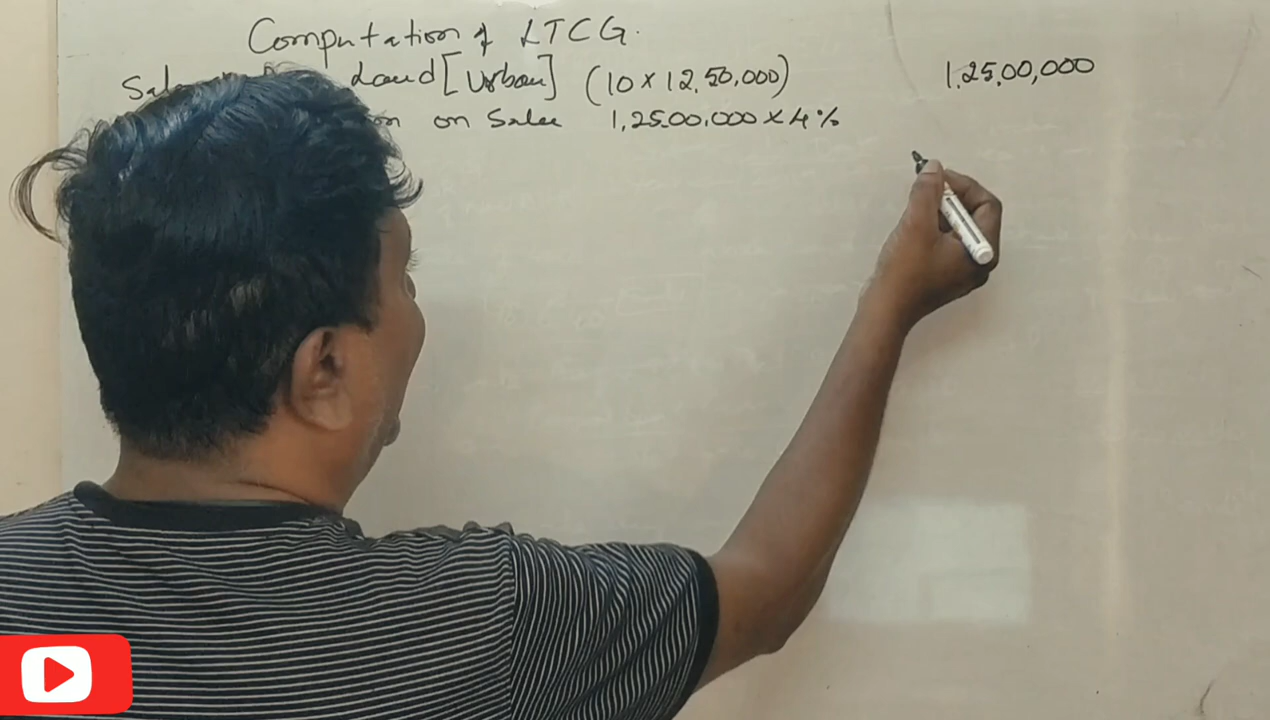 Computation of LTCG.
Land [Urban] (10 x 12,50,000) 1,25,00,000
on Sales 1,25,00,000 x 4%